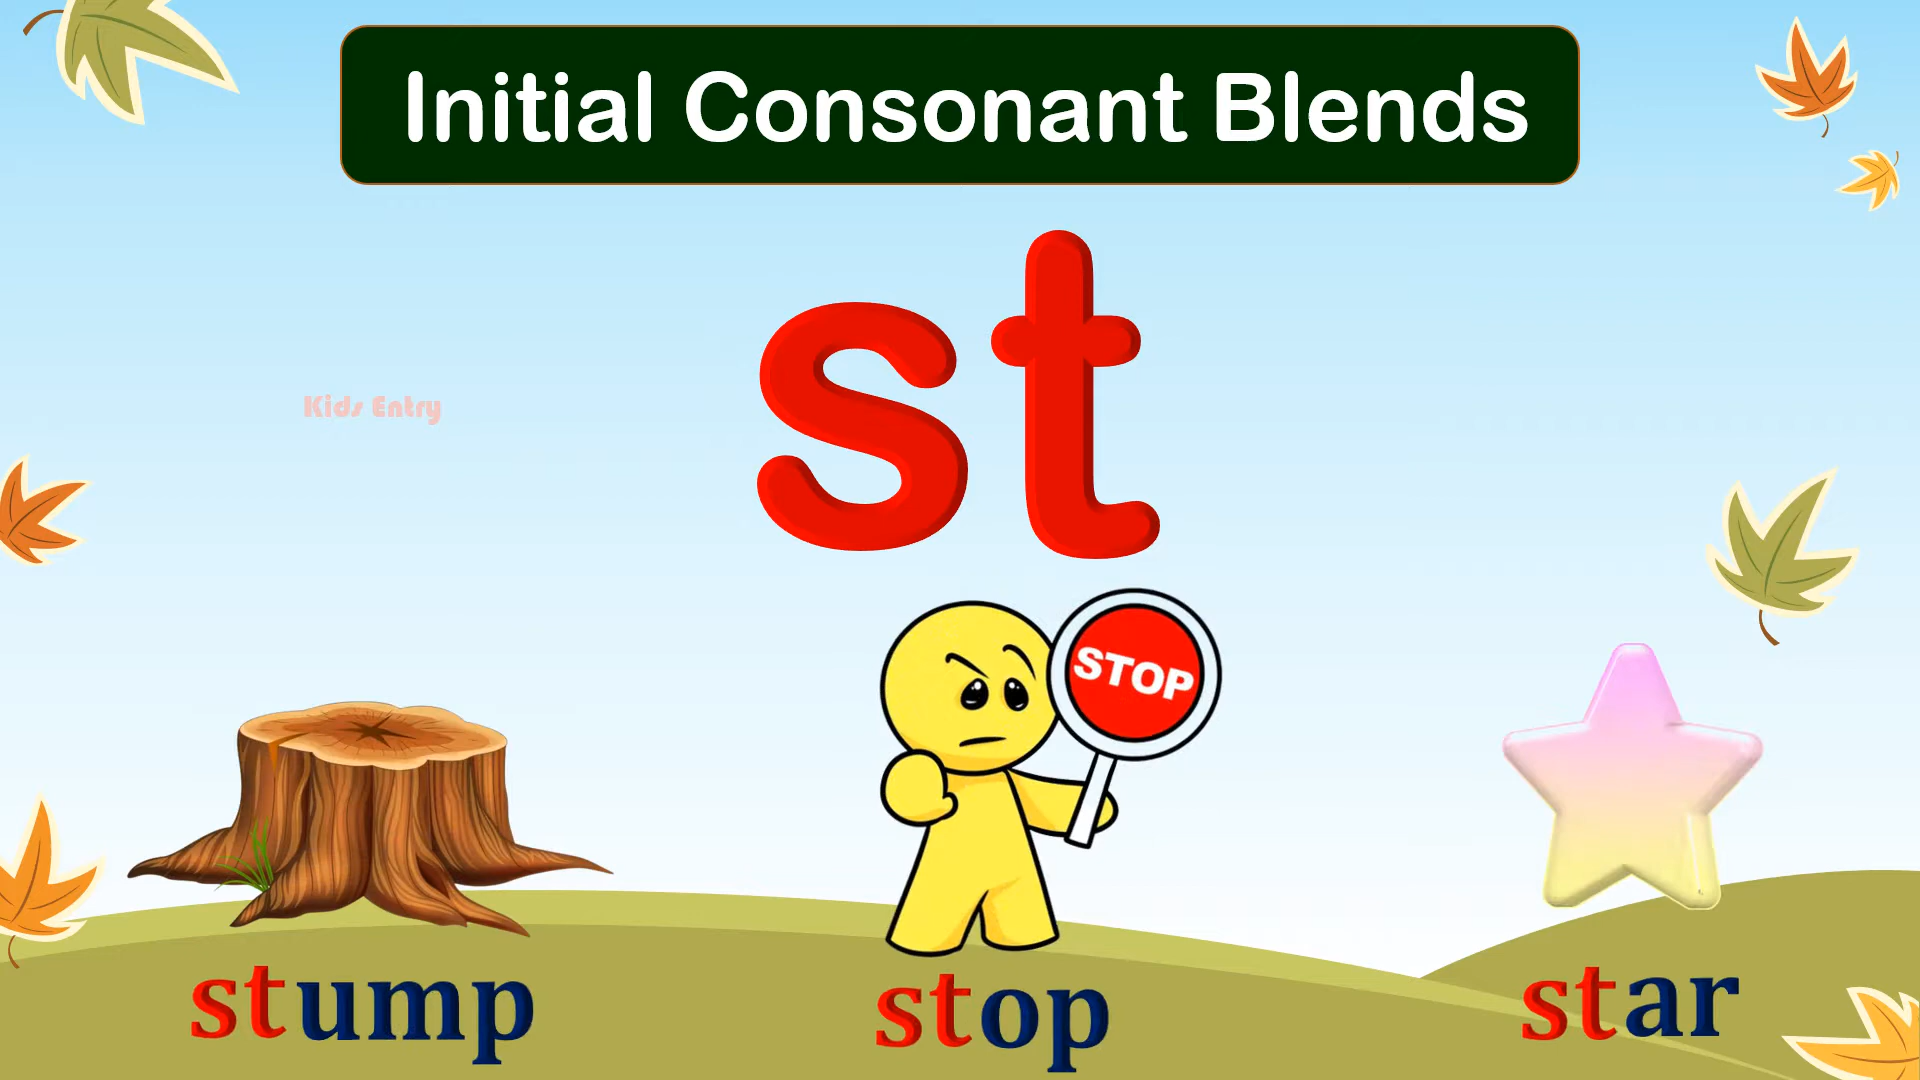 Initial Consonant Blends
st
Kids Entry
STOP
stump
stop
star